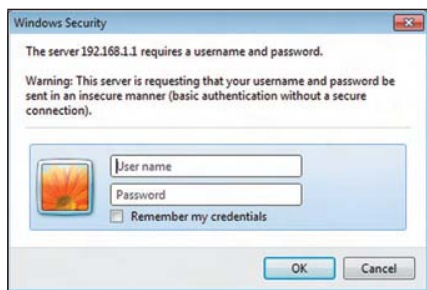 Windows Security
The server 192.168.1.1 requires a username and password.
Warning: This server is requesting that your username and password be
sent in an insecure manner (basic authentication without a secure
connection).
User name
Password
Remember my credentials
OK
Cancel